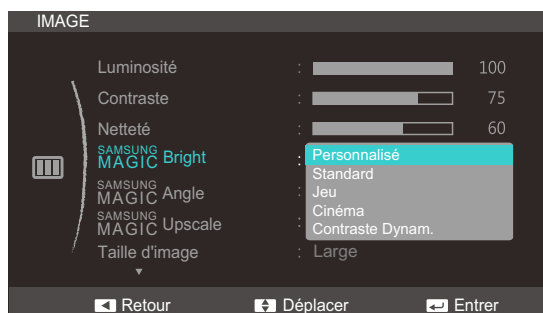 IMAGE
Luminosité : 100
Contraste : 75
Netteté : 60
SAMSUNG MAGIC Bright : Personnalisé
Standard
SAMSUNG MAGIC Angle : Jeu
Cinéma
SAMSUNG MAGIC Upscale : Contraste Dynam.
Taille d'image : Large
Retour Déplacer Entrer